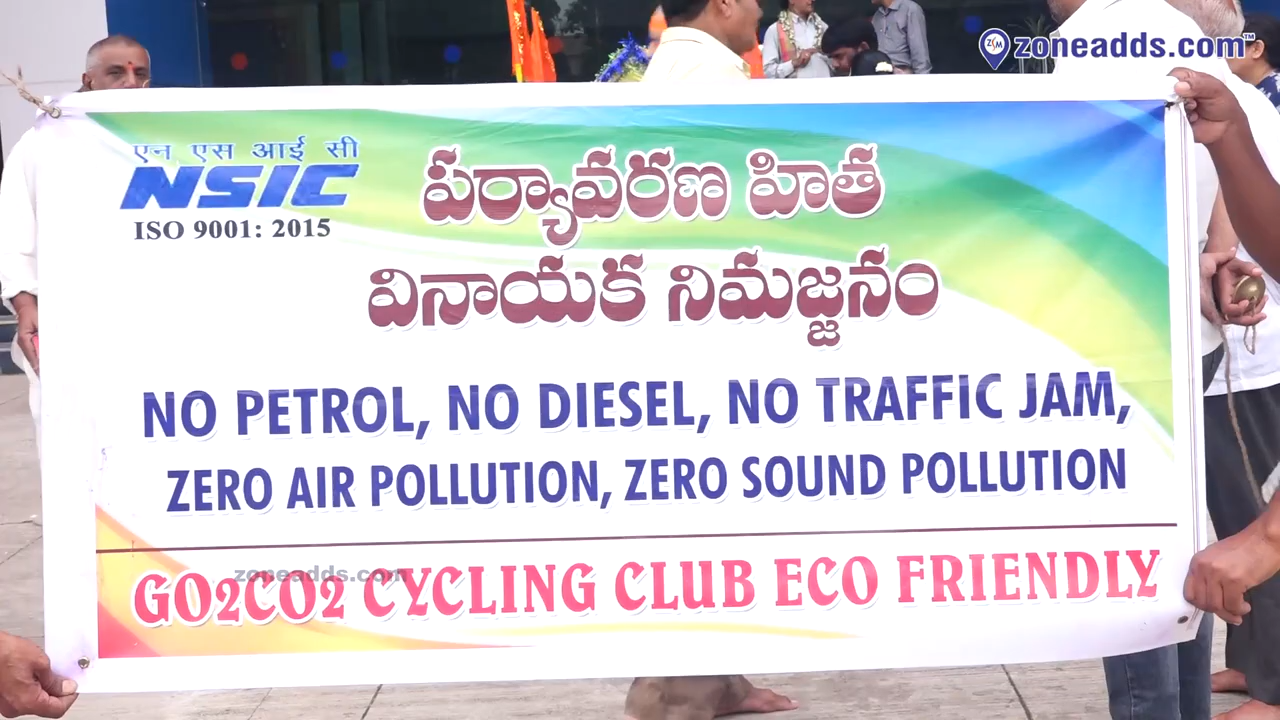 zoneadds.com™
एन एस आई सी
NSIC
ISO 9001: 2015
పర్యావరణ హిత
వినాయక నిమజ్జనం
NO PETROL, NO DIESEL, NO TRAFFIC JAM,
ZERO AIR POLLUTION, ZERO SOUND POLLUTION
zoneadds.com
GO2CO2 CYCLING CLUB ECO FRIENDLY